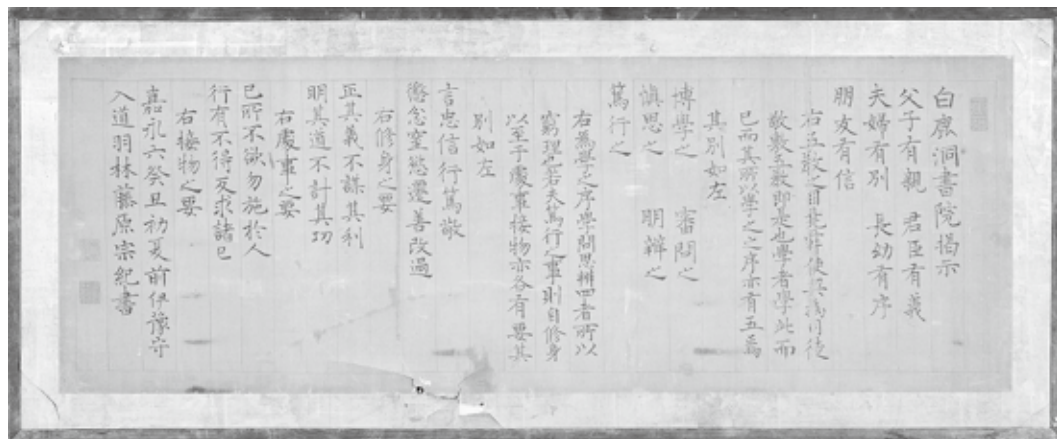 白鹿洞書院掲示
父子有親　君臣有義
夫婦有別　長幼有序
朋友有信
右五教之目堯舜使契為司徒
敬敷五教即是也学者学此而
已而其所以学之之序亦有五焉
其別如左
博学之　審問之
慎思之　明辨之
篤行之
右為学之序学問思辨四者所以
窮理也若夫篤行之事則自修身
以至于處事接物亦各有要其
別如左
言忠信行篤敬
懲忿窒慾遷善改過
右修身之要
正其義不謀其利
明其道不計其功
右處事之要
己所不欲勿施於人
行有不得反求諸己
右接物之要
嘉永六癸丑初夏前伊豫守
入道羽林藤原宗紀書